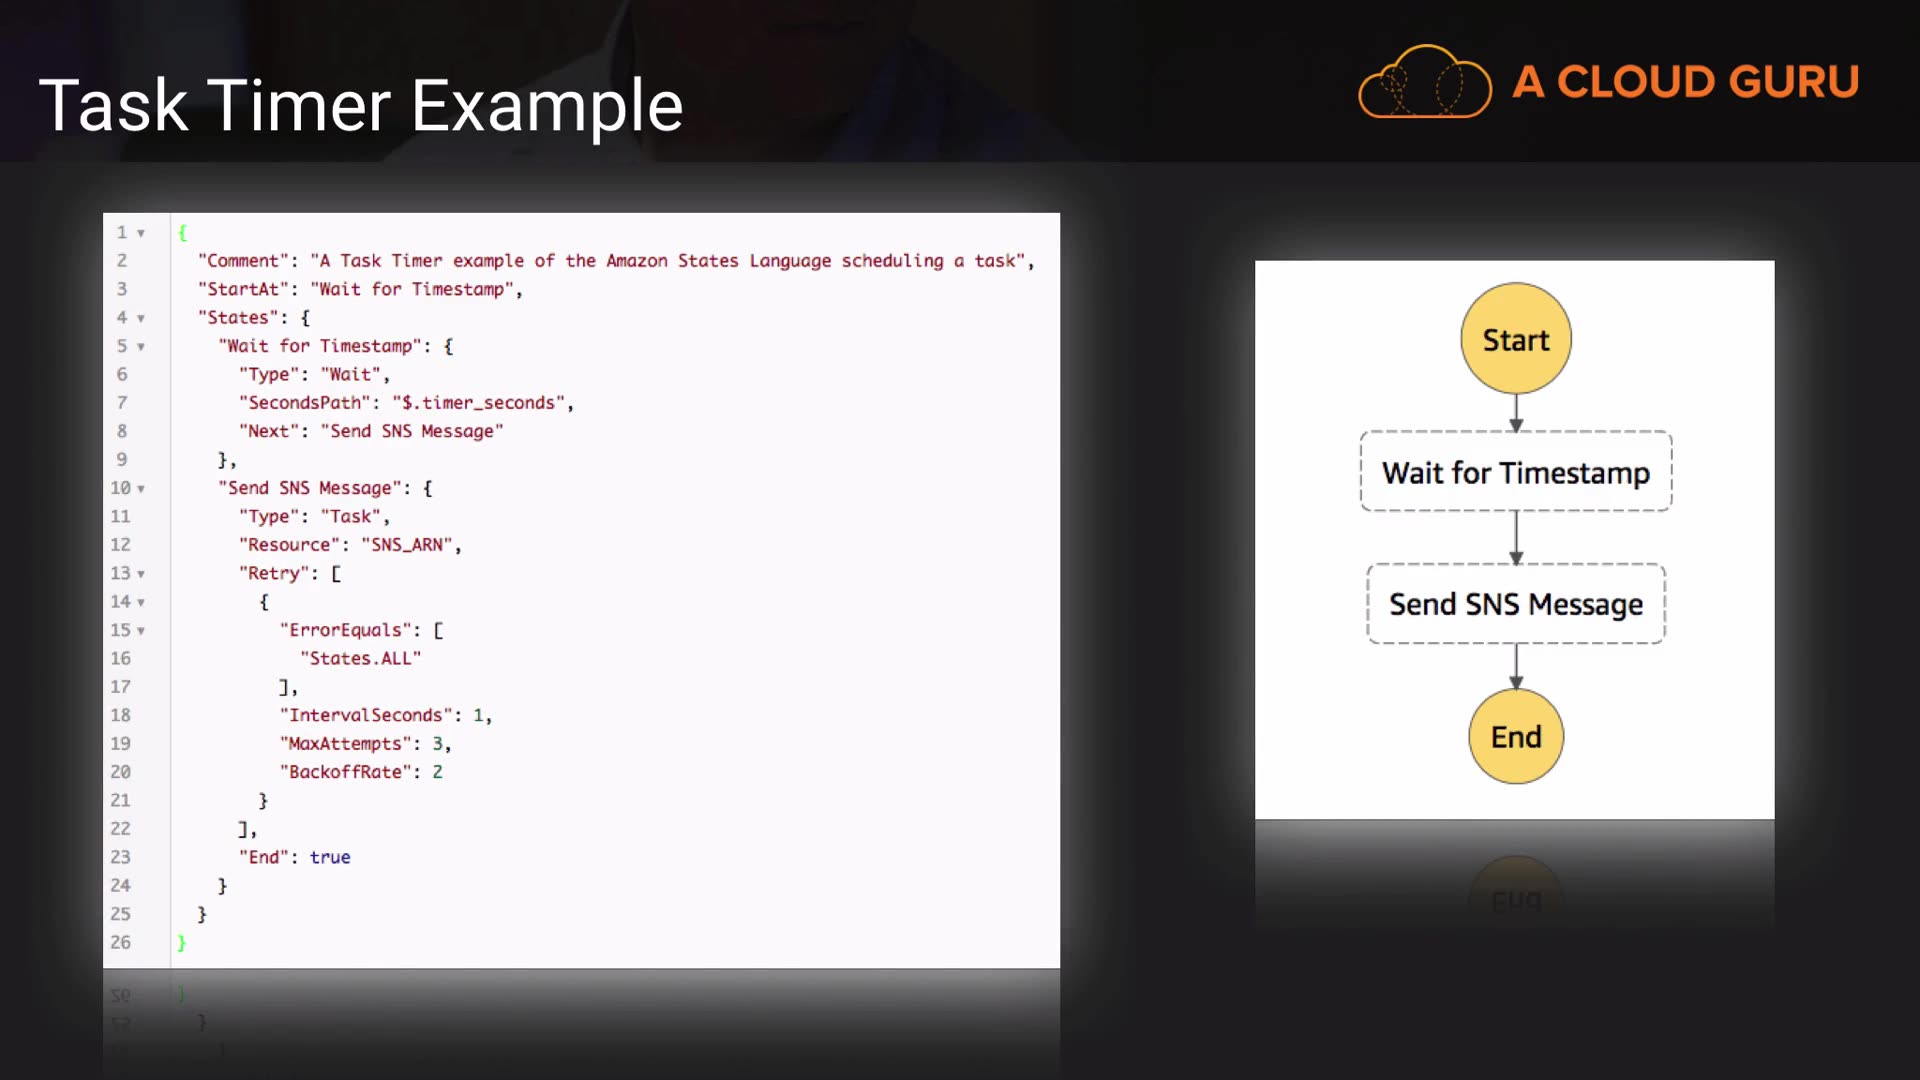 Task Timer Example
A CLOUD GURU
1 {
2 "Comment": "A Task Timer example of the Amazon States Language scheduling a task",
3 "StartAt": "Wait for Timestamp",
4 "States": {
5 "Wait for Timestamp": {
6 "Type": "Wait",
7 "SecondsPath": "$.timer_seconds",
8 "Next": "Send SNS Message"
9 },
10 "Send SNS Message": {
11 "Type": "Task",
12 "Resource": "SNS_ARN",
13 "Retry": [
14 {
15 "ErrorEquals": [
16 "States.ALL"
17 ],
18 "IntervalSeconds": 1,
19 "MaxAttempts": 3,
20 "BackoffRate": 2
21 }
22 ],
23 "End": true
24 }
25 }
26 }
Start
Wait for Timestamp
Send SNS Message
End